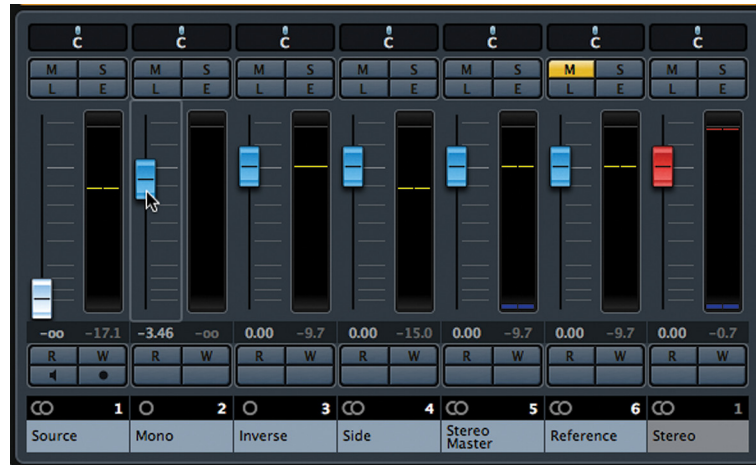 C C C C C C C
M S M S M S M S M S M S M S
L E L E L E L E L E L E L E
-oo -17.1 -3.46 -oo 0.00 -9.7 0.00 -15.0 0.00 -9.7 0.00 -9.7 0.00 -0.7
R W R W R W R W R W R W R W
1 2 3 4 5 6 1
Source Mono Inverse Side Stereo Master Reference Stereo